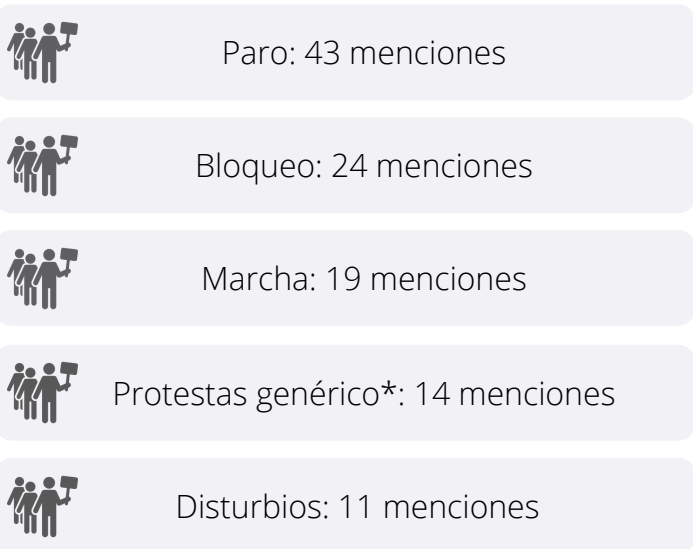 Paro: 43 menciones
Bloqueo: 24 menciones
Marcha: 19 menciones
Protestas genérico*: 14 menciones
Disturbios: 11 menciones